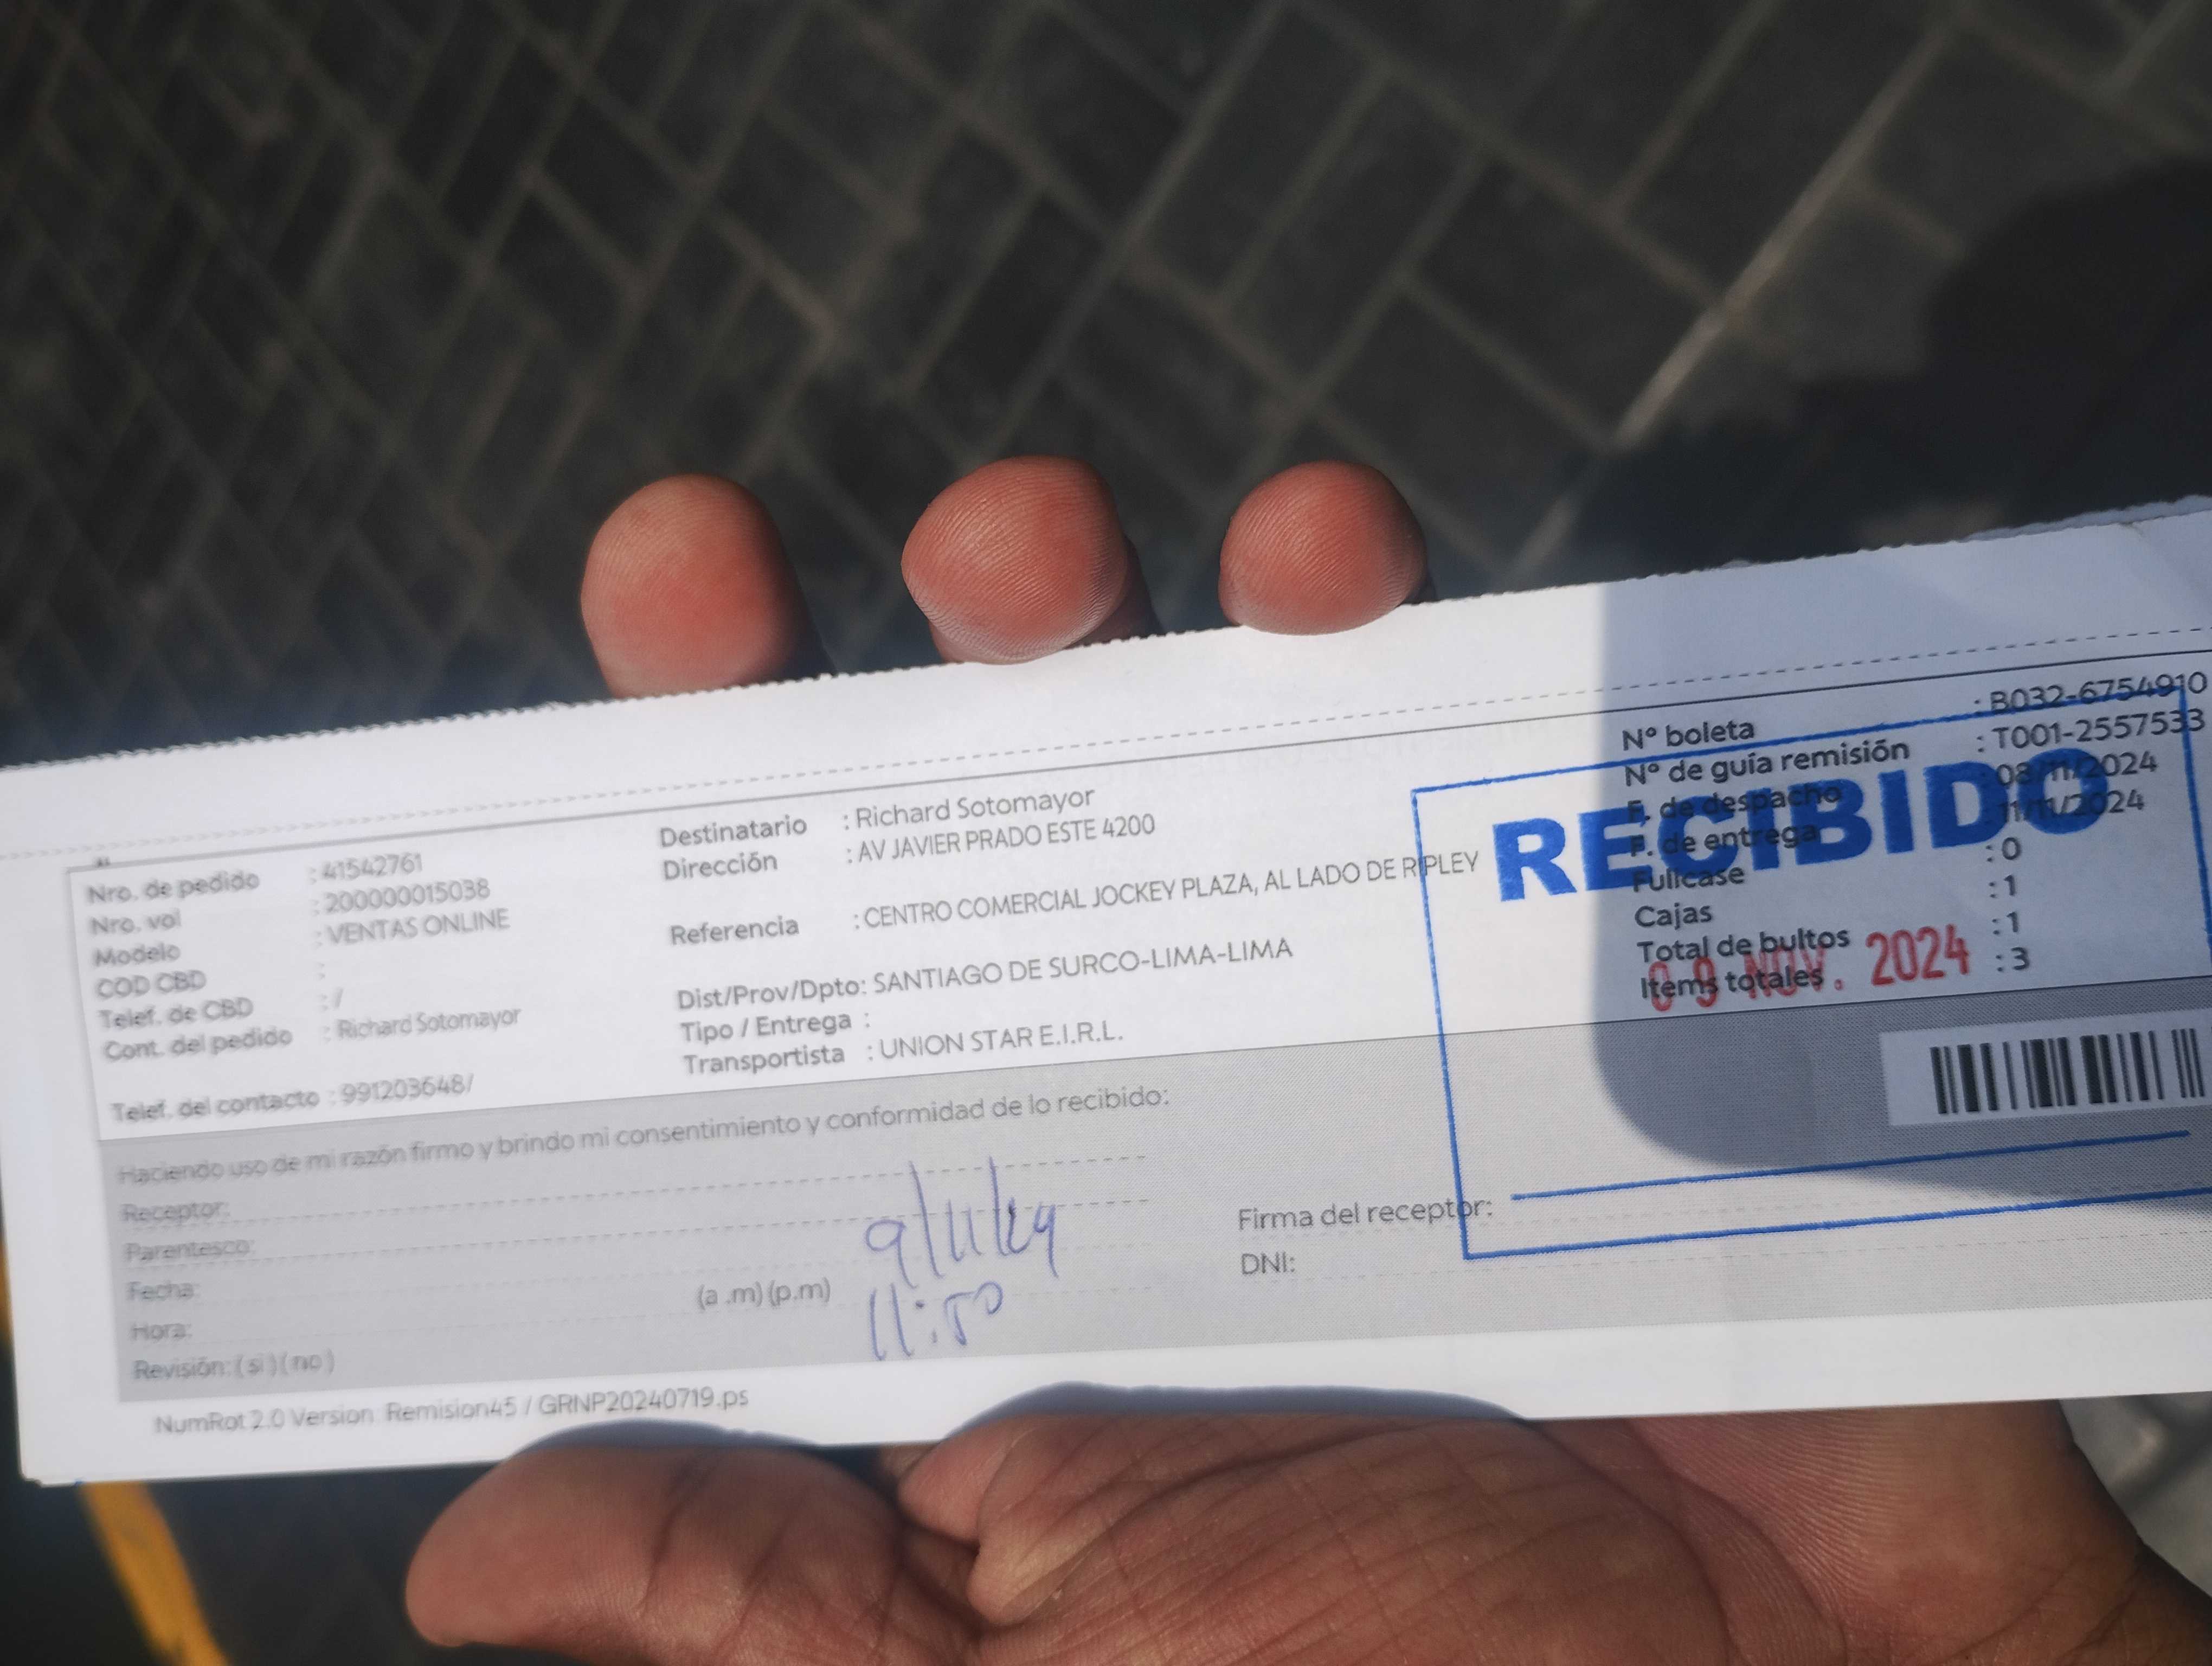 Nro. de pedido : 41542761
Nro. vol : 200000015038
Modelo : VENTAS ONLINE
COD CBD :
Telef. de CBD : /
Cont. del pedido : Richard Sotomayor
Telef. del contacto : 991203648/
Destinatario : Richard Sotomayor
Dirección : AV JAVIER PRADO ESTE 4200
Referencia : CENTRO COMERCIAL JOCKEY PLAZA, AL LADO DE RIPLEY
Dist/Prov/Dpto: SANTIAGO DE SURCO-LIMA-LIMA
Tipo / Entrega :
Transportista : UNION STAR E.I.R.L.
Nº boleta : B032-6754910
Nº de guía remisión : T001-2557533
F. de despacho : 08/11/2024
F. de entrega : 11/11/2024
Fullcase : 0
Cajas : 1
Total de bultos : 1
Items totales : 3
RECIBIDO
09 NOV. 2024
Haciendo uso de mi razón firmo y brindo mi consentimiento y conformidad de lo recibido:
Receptor:
Parentesco:
Fecha:
Hora: (a .m) (p.m)
Revisión: ( si ) ( no )
9/11/24
11:50
Firma del receptor:
DNI:
NumRot 2.0 Version Remision45 / GRNP20240719.ps